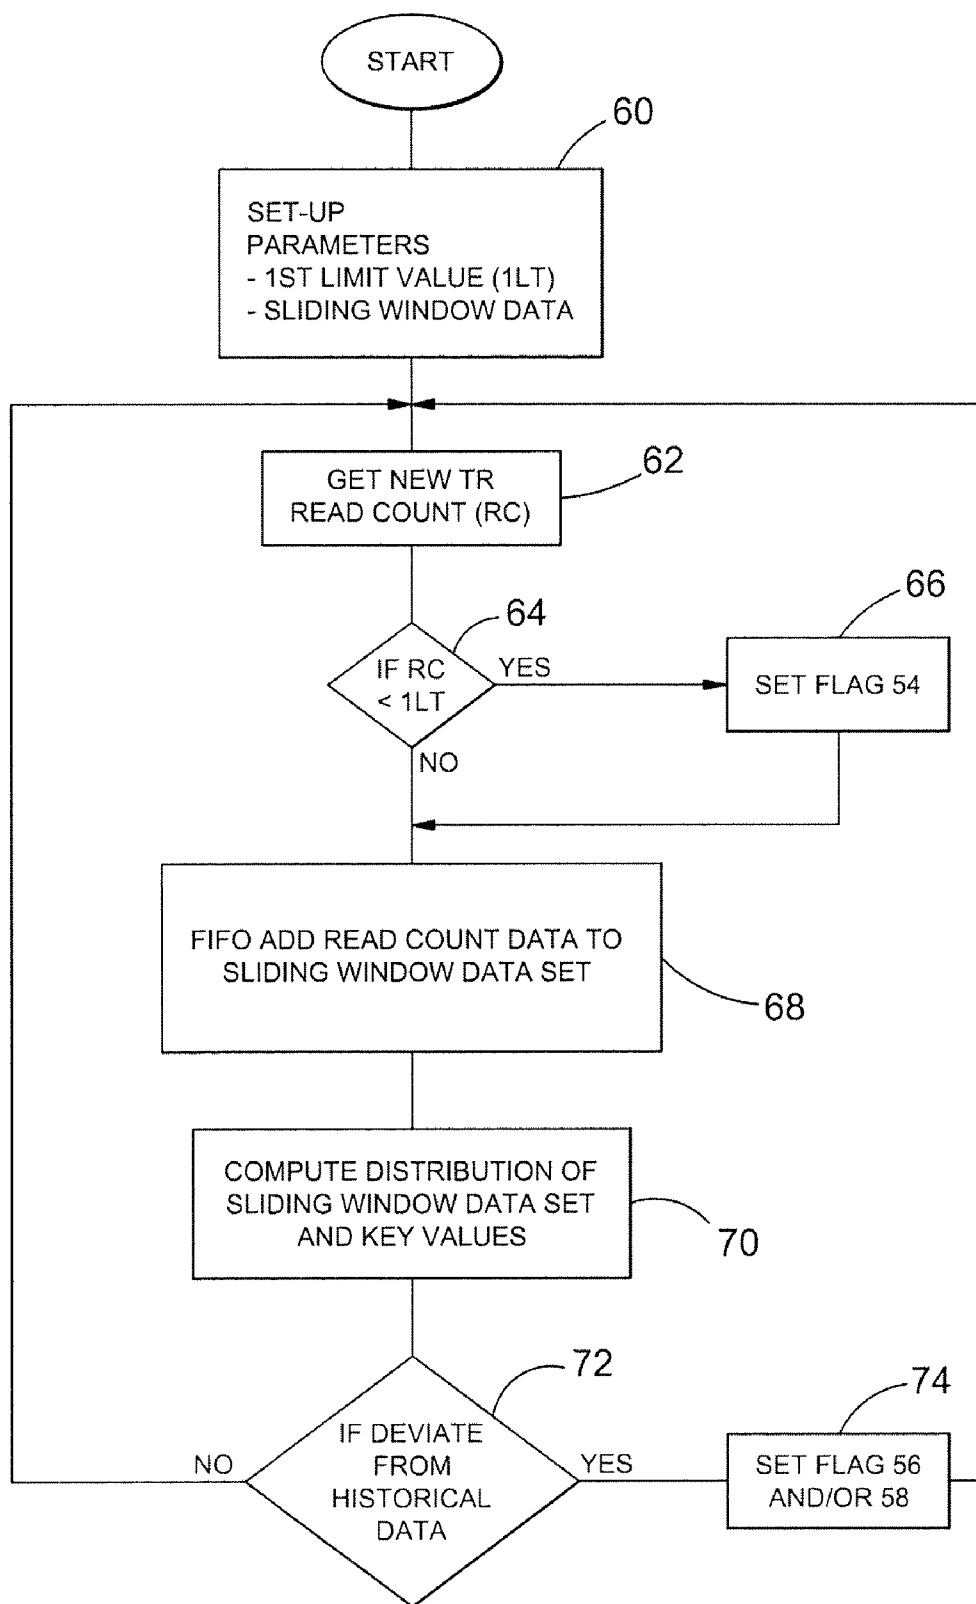 START
60
SET-UP
PARAMETERS
- 1ST LIMIT VALUE (1LT)
- SLIDING WINDOW DATA
62
GET NEW TR
READ COUNT (RC)
64
66
IF RC
< 1LT
YES
SET FLAG 54
NO
FIFO ADD READ COUNT DATA TO
SLIDING WINDOW DATA SET
68
COMPUTE DISTRIBUTION OF
SLIDING WINDOW DATA SET
AND KEY VALUES
70
72
74
IF DEVIATE
FROM
HISTORICAL
DATA
NO
YES
SET FLAG 56
AND/OR 58